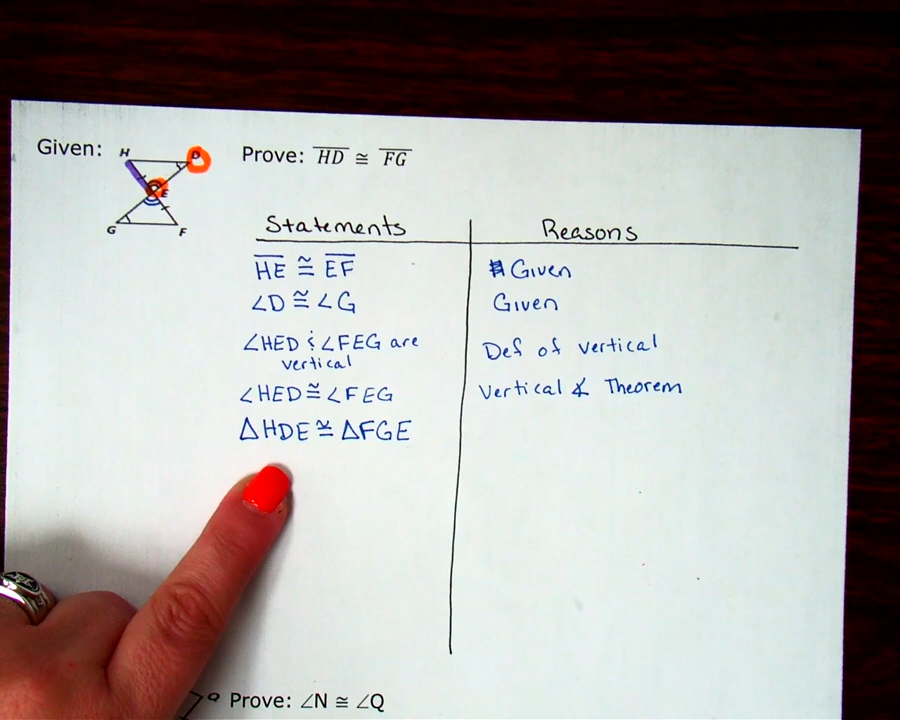 Given: Prove: HD ≅ FG
H D
E
G F
Statements Reasons
HE ≅ EF Given
∠D ≅ ∠G Given
∠HED & ∠FEG are Def of vertical
vertical
∠HED ≅ ∠FEG Vertical ∡ Theorem
△HDE ≅ △FGE
Q Prove: ∠N ≅ ∠Q